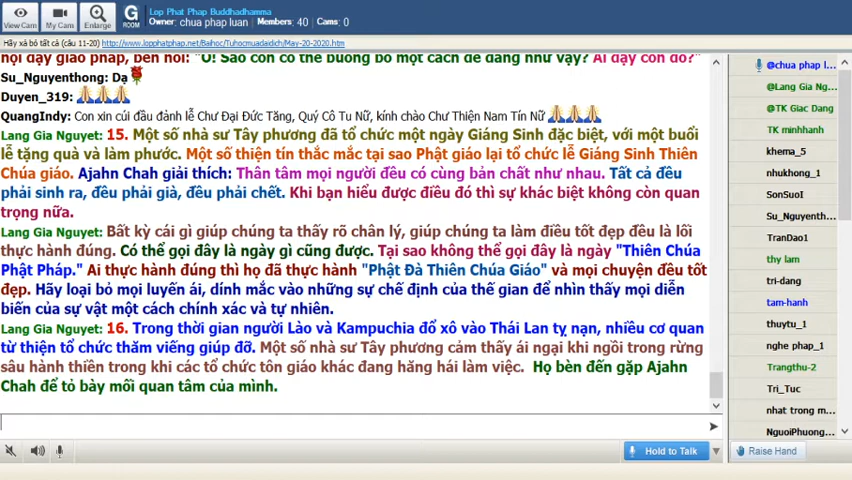 Lop Phat Phap Buddhadhamma
Owner: chua phap luan Members: 40 Cams: 0
View Cam My Cam Enlarge G ROOM
Hãy xả bỏ tất cả (câu 11-20) http://www.lopphatphap.net/Baihoc/Tuhocmuadaidich/May-20-2020.htm
hội dạy giáo pháp, bèn hỏi: "Ồ! Sao con có thể buông bỏ một cách dễ dàng như vậy? Ai dạy con đó?"
Su_Nguyenthong: Dạ
Duyen_319:
QuangIndy: Con xin cúi đầu đảnh lễ Chư Đại Đức Tăng, Quý Cô Tu Nữ, kính chào Chư Thiện Nam Tín Nữ
Lang Gia Nguyet: 15. Một số nhà sư Tây phương đã tổ chức một ngày Giáng Sinh đặc biệt, với một buổi
lễ tặng quà và làm phước. Một số thiện tín thắc mắc tại sao Phật giáo lại tổ chức lễ Giáng Sinh Thiên
Chúa giáo. Ajahn Chah giải thích: Thân tâm mọi người đều có cùng bản chất như nhau. Tất cả đều
phải sinh ra, đều phải già, đều phải chết. Khi bạn hiểu được điều đó thì sự khác biệt không còn quan
trọng nữa.
Lang Gia Nguyet: Bất kỳ cái gì giúp chúng ta thấy rõ chân lý, giúp chúng ta làm điều tốt đẹp đều là lối
thực hành đúng. Có thể gọi đây là ngày gì cũng được. Tại sao không thể gọi đây là ngày "Thiên Chúa
Phật Pháp." Ai thực hành đúng thì họ đã thực hành "Phật Đà Thiên Chúa Giáo" và mọi chuyện đều tốt
đẹp. Hãy loại bỏ mọi luyến ái, dính mắc vào những sự chế định của thế gian để nhìn thấy mọi diễn
biến của sự vật một cách chính xác và tự nhiên.
Lang Gia Nguyet: 16. Trong thời gian người Lào và Kampuchia đổ xô vào Thái Lan tỵ nạn, nhiều cơ quan
từ thiện tổ chức thăm viếng giúp đỡ. Một số nhà sư Tây phương cảm thấy ái ngại khi ngồi trong rừng
sâu hành thiền trong khi các tổ chức tôn giáo khác đang hăng hái làm việc. Họ bèn đến gặp Ajahn
Chah để tỏ bày mối quan tâm của mình.
@chua phap l...
@Lang Gia Ng...
@TK Giac Dang
TK minhhanh
khema_5
nhukhong_1
SonSuoI
Su_Nguyenth...
TranDao1
thy lam
tri-dang
tam-hanh
thuytu_1
nghe phap_1
Trangthu-2
Tri_Tuc
nhat trong m...
NguoiPhuong...
Hold to Talk
Raise Hand